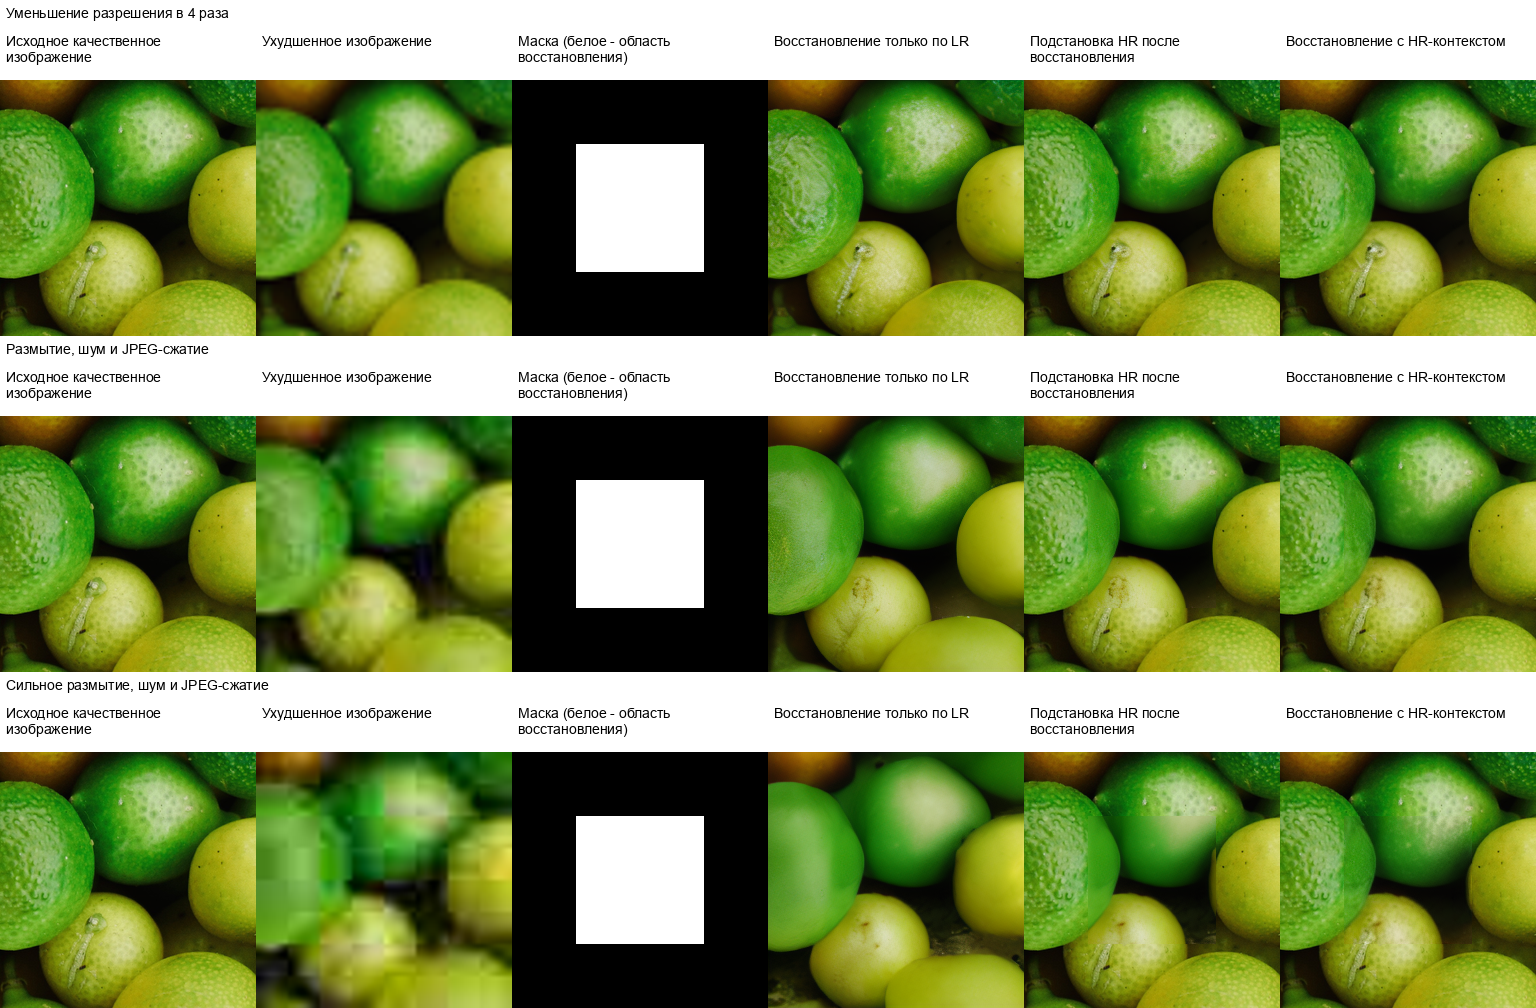 Уменьшение разрешения в 4 раза
Исходное качественное
изображение
Ухудшенное изображение
Маска (белое - область
восстановления)
Восстановление только по LR
Подстановка HR после
восстановления
Восстановление с HR-контекстом
Размытие, шум и JPEG-сжатие
Исходное качественное
изображение
Ухудшенное изображение
Маска (белое - область
восстановления)
Восстановление только по LR
Подстановка HR после
восстановления
Восстановление с HR-контекстом
Сильное размытие, шум и JPEG-сжатие
Исходное качественное
изображение
Ухудшенное изображение
Маска (белое - область
восстановления)
Восстановление только по LR
Подстановка HR после
восстановления
Восстановление с HR-контекстом